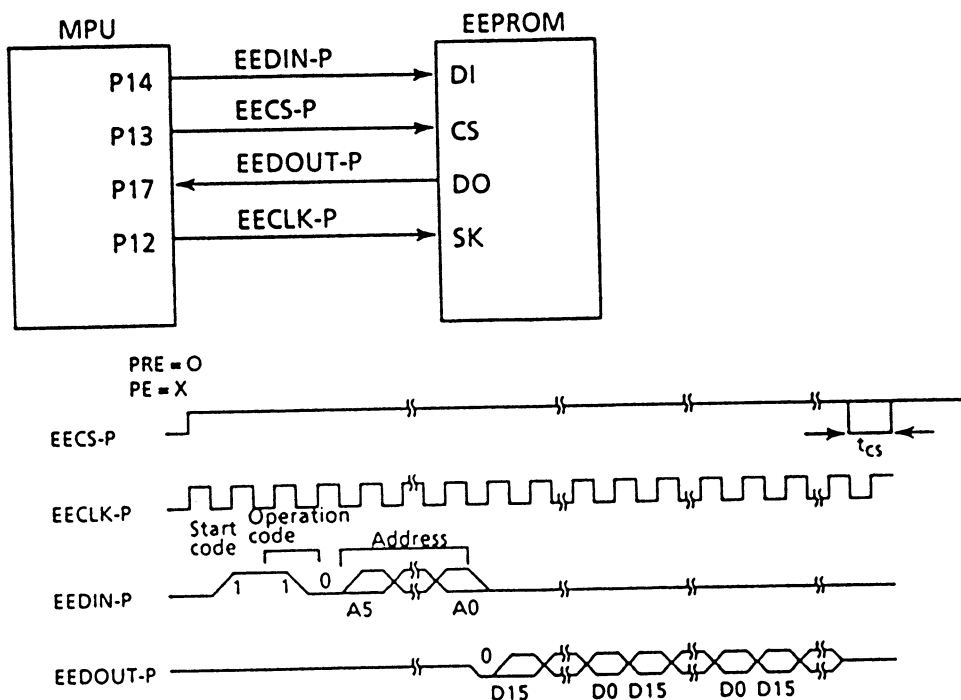 MPU
EEPROM
P14
EEDIN-P
DI
P13
EECS-P
CS
P17
EEDOUT-P
DO
P12
EECLK-P
SK
PRE = O
PE = X
EECS-P
tcs
EECLK-P
Start code
Operation code
Address
EEDIN-P
1 1 0
A5 A0
EEDOUT-P
0
D15 D0 D15 D0 D15